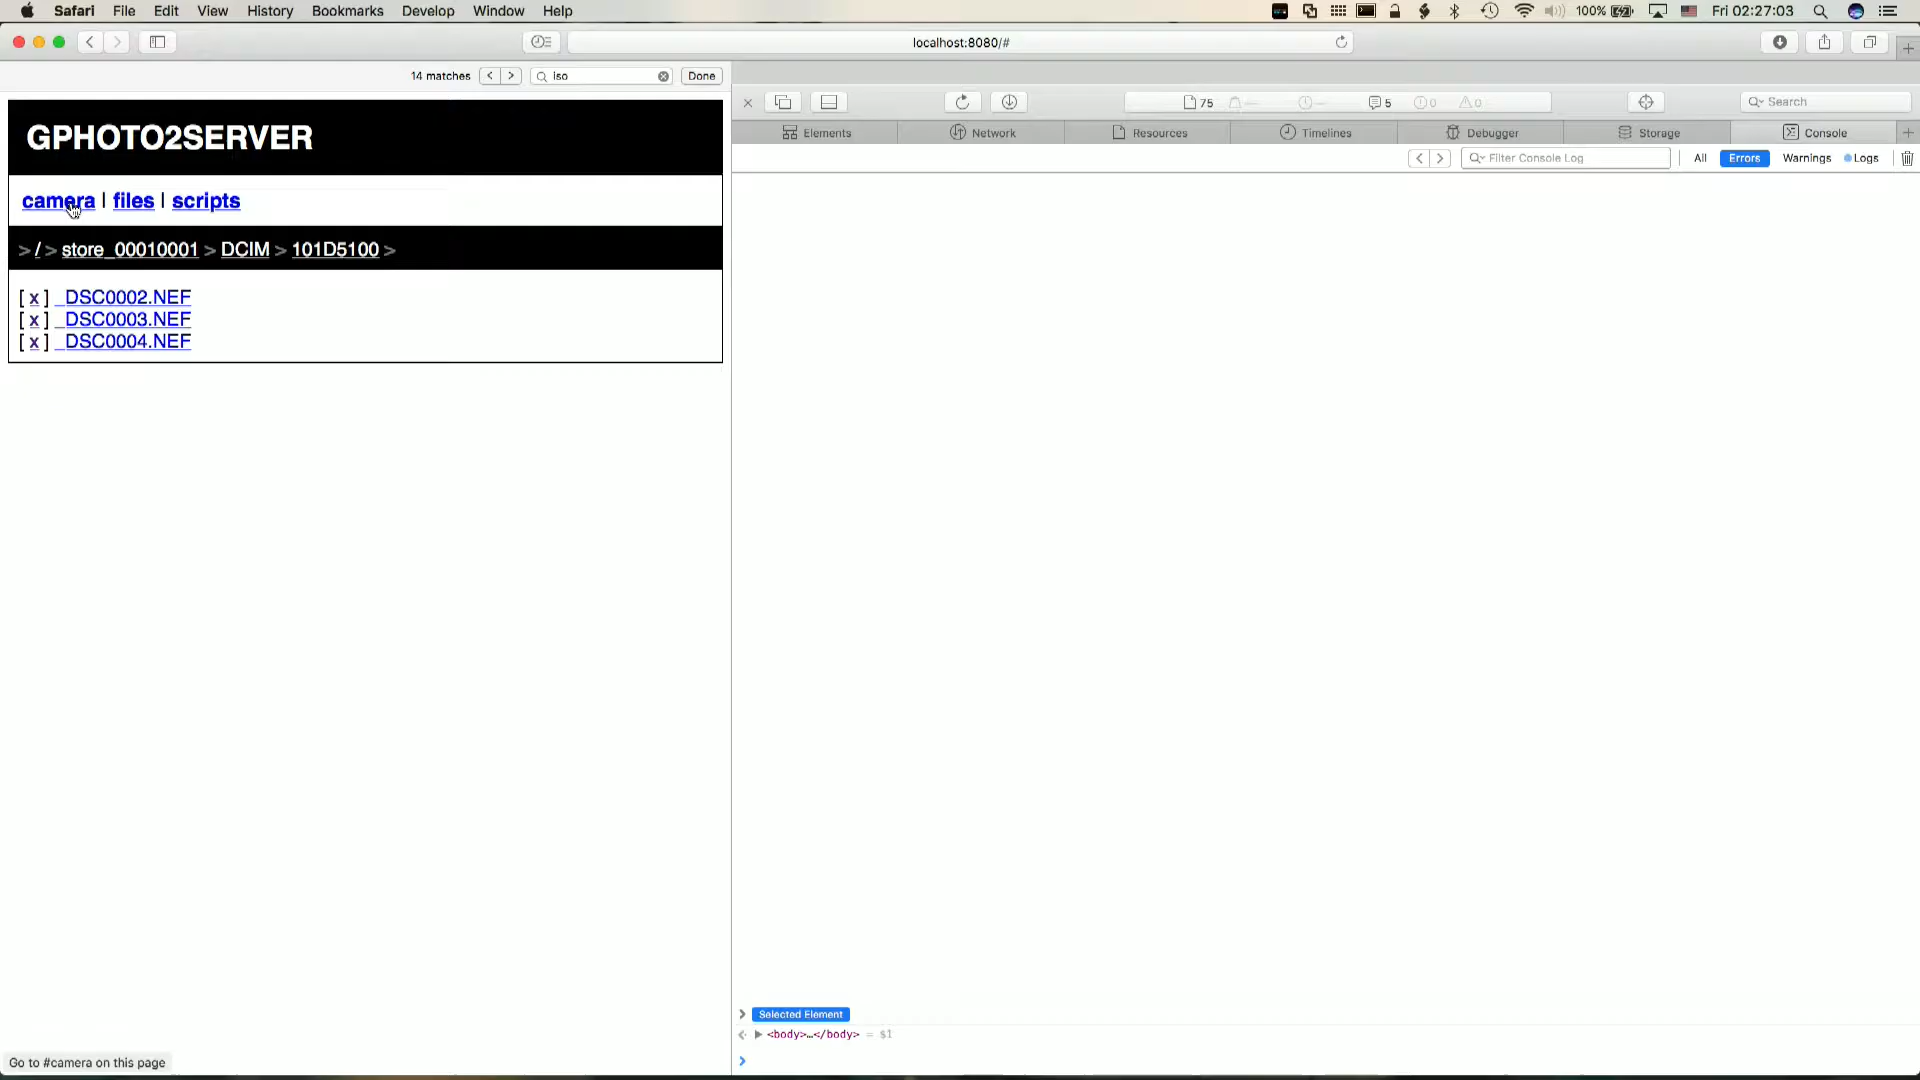 Safari File Edit View History Bookmarks Develop Window Help 100% Fri 02:27:03
localhost:8080/#
14 matches < > iso Done
75 5 0 0 Search
Elements Network Resources Timelines Debugger Storage Console
Filter Console Log All Errors Warnings Logs
GPHOTO2SERVER
camera | files | scripts
> / > store_00010001 > DCIM > 101D5100 >
[ x ] _DSC0002.NEF
[ x ] _DSC0003.NEF
[ x ] _DSC0004.NEF
Selected Element
<body>…</body> = $1
Go to #camera on this page